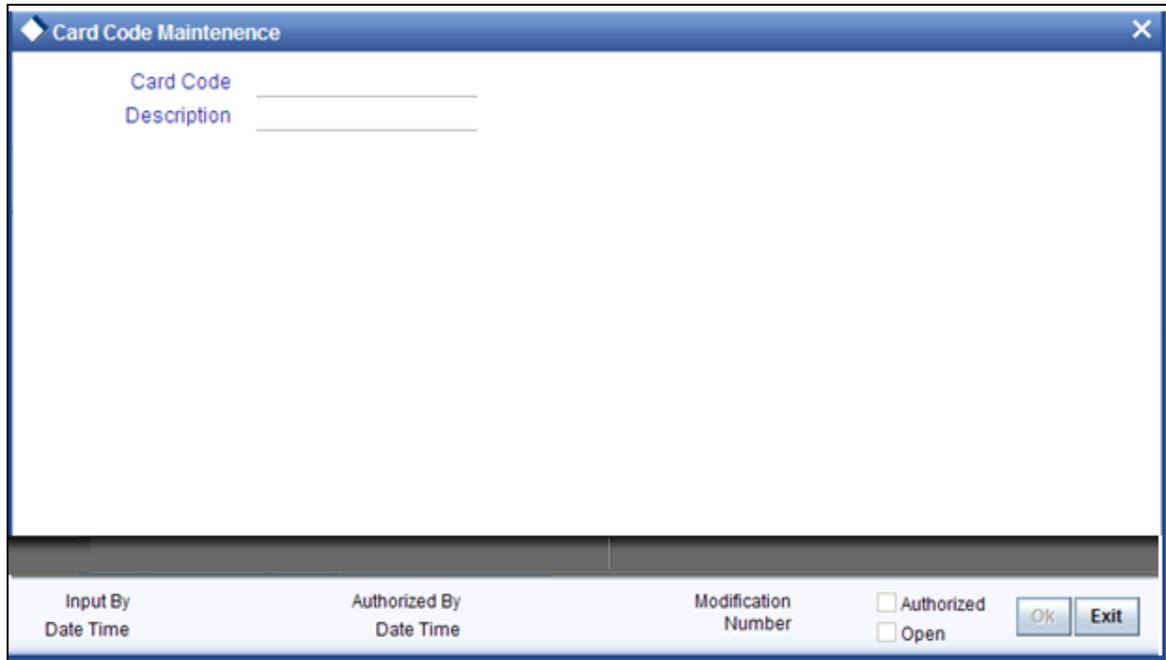 Card Code Maintenence
Card Code
Description
Input By
Date Time
Authorized By
Date Time
Modification
Number
Authorized
Open
Ok
Exit